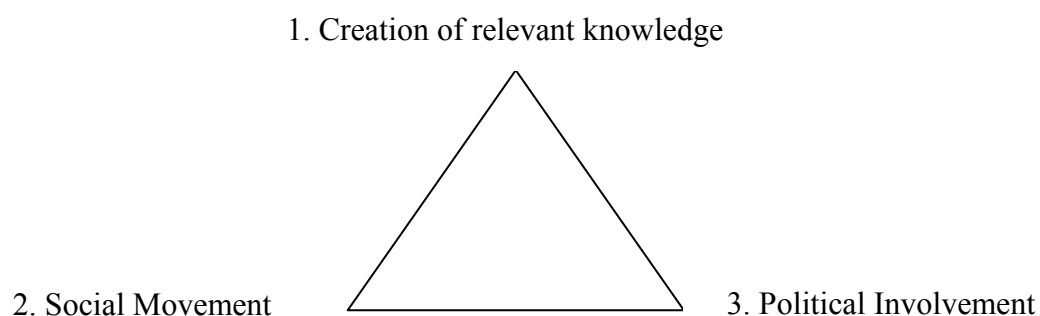 1. Creation of relevant knowledge
2. Social Movement
3. Political Involvement